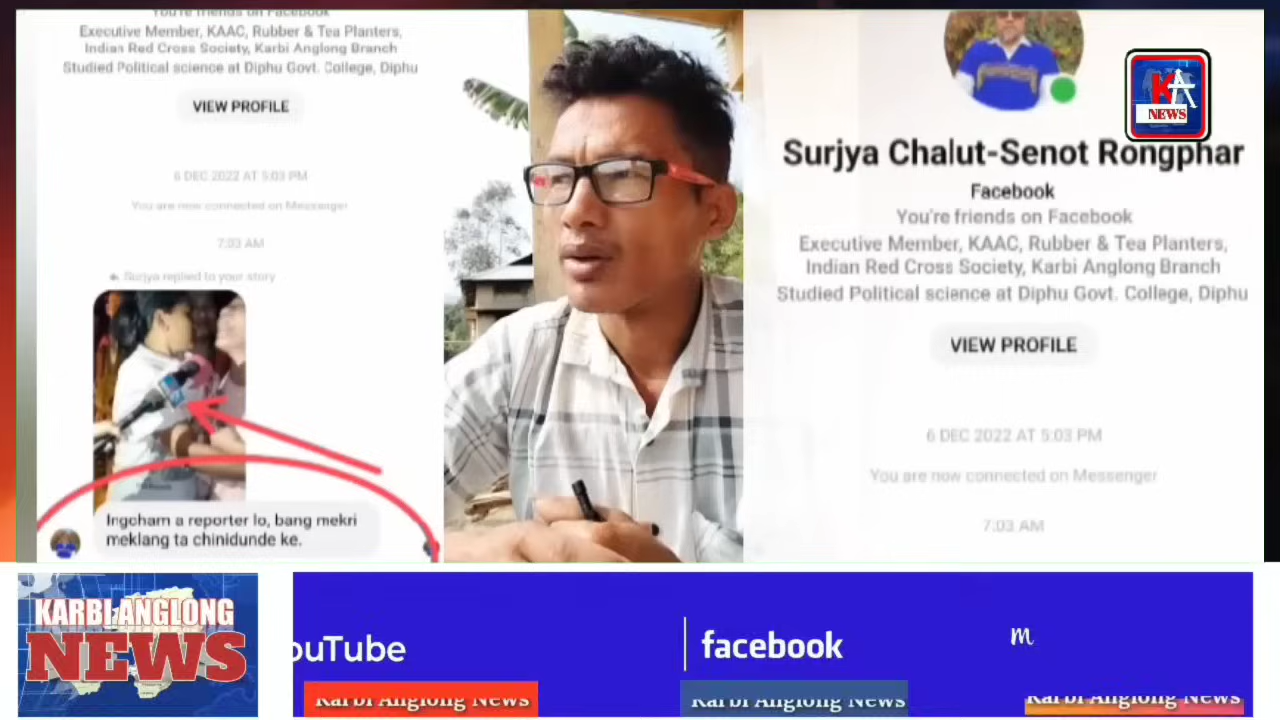 You're friends on Facebook
Executive Member, KAAC, Rubber & Tea Planters,
Indian Red Cross Society, Karbi Anglong Branch
Studied Political science at Diphu Govt. College, Diphu
VIEW PROFILE
6 DEC 2022 AT 5:03 PM
You are now connected on Messenger
7:03 AM
Surjya replied to your story
Ingcham a reporter lo, bang mekri
meklang ta chinidunde ke.
KA
NEWS
Surjya Chalut-Senot Rongphar
Facebook
You're friends on Facebook
Executive Member, KAAC, Rubber & Tea Planters,
Indian Red Cross Society, Karbi Anglong Branch
Studied Political science at Diphu Govt. College, Diphu
VIEW PROFILE
6 DEC 2022 AT 5:03 PM
You are now connected on Messenger
7:03 AM
KARBI ANGLONG
NEWS
ouTube
facebook
m
Karbi Anglong News
Karbi Anglong News
Karbi Anglong News